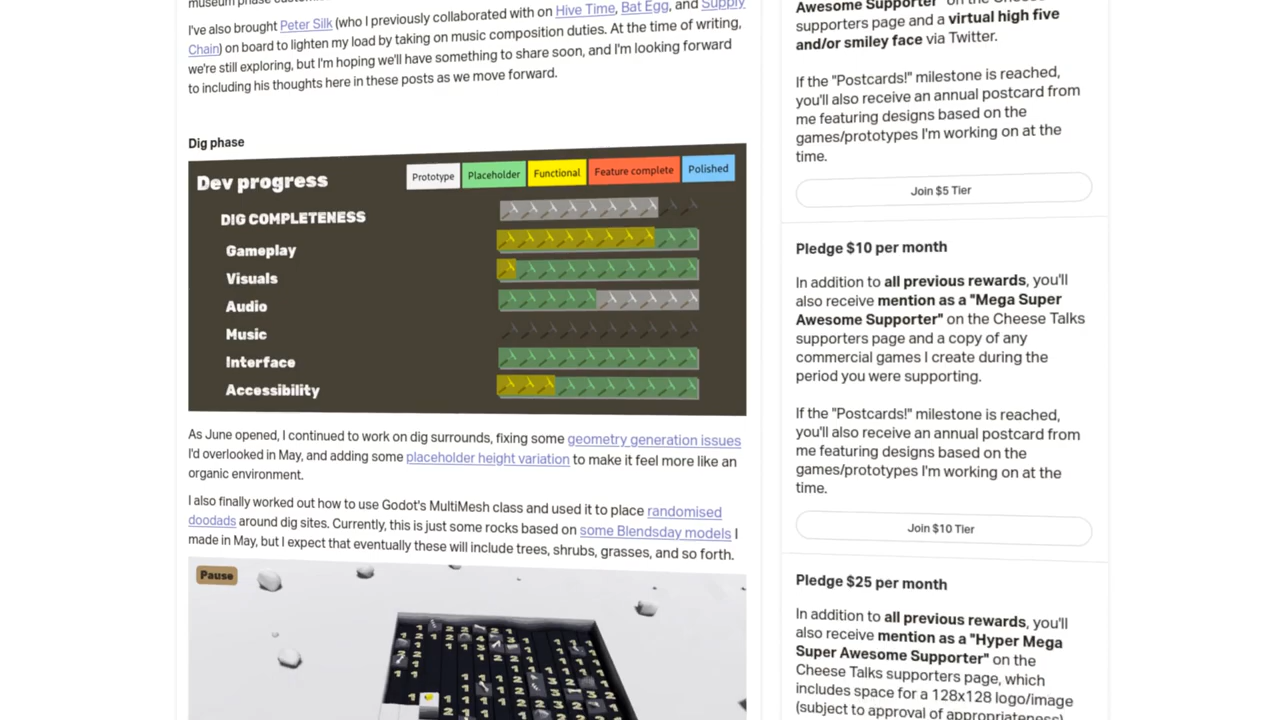 I've also brought Peter Silk (who I previously collaborated with on Hive Time, Bat Egg, and Supply
Chain) on board to lighten my load by taking on music composition duties. At the time of writing,
we're still exploring, but I'm hoping we'll have something to share soon, and I'm looking forward
to including his thoughts here in these posts as we move forward.
Dig phase
Dev progress
Prototype
Placeholder
Functional
Feature complete
Polished
DIG COMPLETENESS
Gameplay
Visuals
Audio
Music
Interface
Accessibility
As June opened, I continued to work on dig surrounds, fixing some geometry generation issues
I'd overlooked in May, and adding some placeholder height variation to make it feel more like an
organic environment.
I also finally worked out how to use Godot's MultiMesh class and used it to place randomised
doodads around dig sites. Currently, this is just some rocks based on some Blendsday models I
made in May, but I expect that eventually these will include trees, shrubs, grasses, and so forth.
Pause
Awesome Supporter"
supporters page and a virtual high five
and/or smiley face via Twitter.
If the "Postcards!" milestone is reached,
you'll also receive an annual postcard from
me featuring designs based on the
games/prototypes I'm working on at the
time.
Join $5 Tier
Pledge $10 per month
In addition to all previous rewards, you'll
also receive mention as a "Mega Super
Awesome Supporter" on the Cheese Talks
supporters page and a copy of any
commercial games I create during the
period you were supporting.
If the "Postcards!" milestone is reached,
you'll also receive an annual postcard from
me featuring designs based on the
games/prototypes I'm working on at the
time.
Join $10 Tier
Pledge $25 per month
In addition to all previous rewards, you'll
also receive mention as a "Hyper Mega
Super Awesome Supporter" on the
Cheese Talks supporters page, which
includes space for a 128x128 logo/image
(subject to approval of appropriateness)